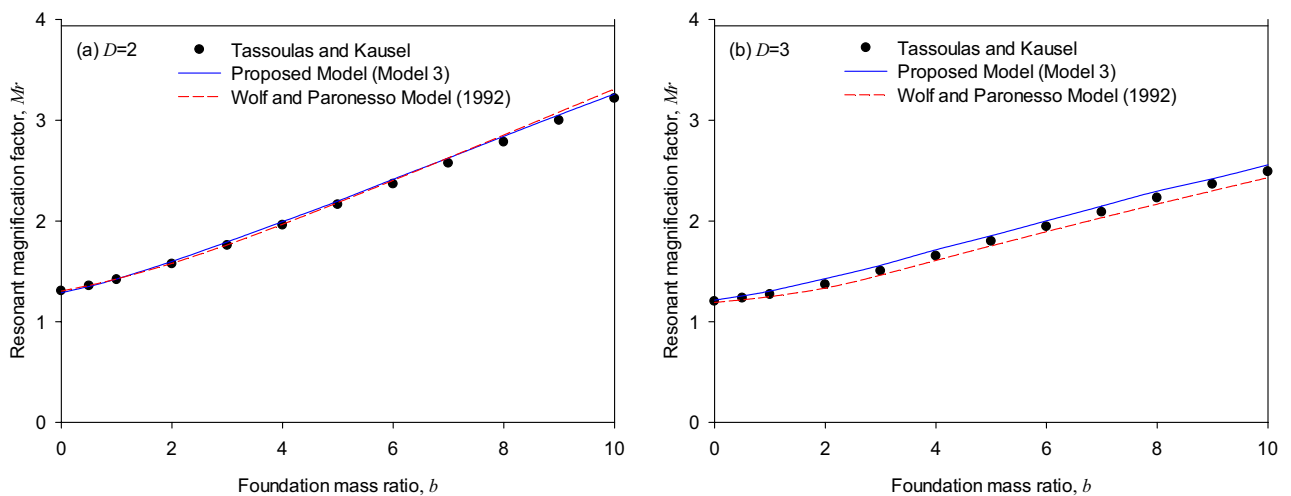 (a) D=2
Tassoulas and Kausel
Proposed Model (Model 3)
Wolf and Paronesso Model (1992)
Resonant magnification factor, Mr
4
3
2
1
0
0 2 4 6 8 10
Foundation mass ratio, b
(b) D=3
Tassoulas and Kausel
Proposed Model (Model 3)
Wolf and Paronesso Model (1992)
Resonant magnification factor, Mr
4
3
2
1
0
0 2 4 6 8 10
Foundation mass ratio, b